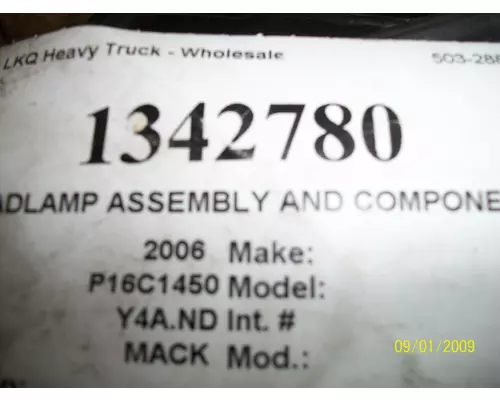 LKQ Heavy Truck - Wholesale 503-288
1342780
ADLAMP ASSEMBLY AND COMPONE
2006 Make:
P16C1450 Model:
Y4A.ND Int. #
MACK Mod.:
09/01/2009